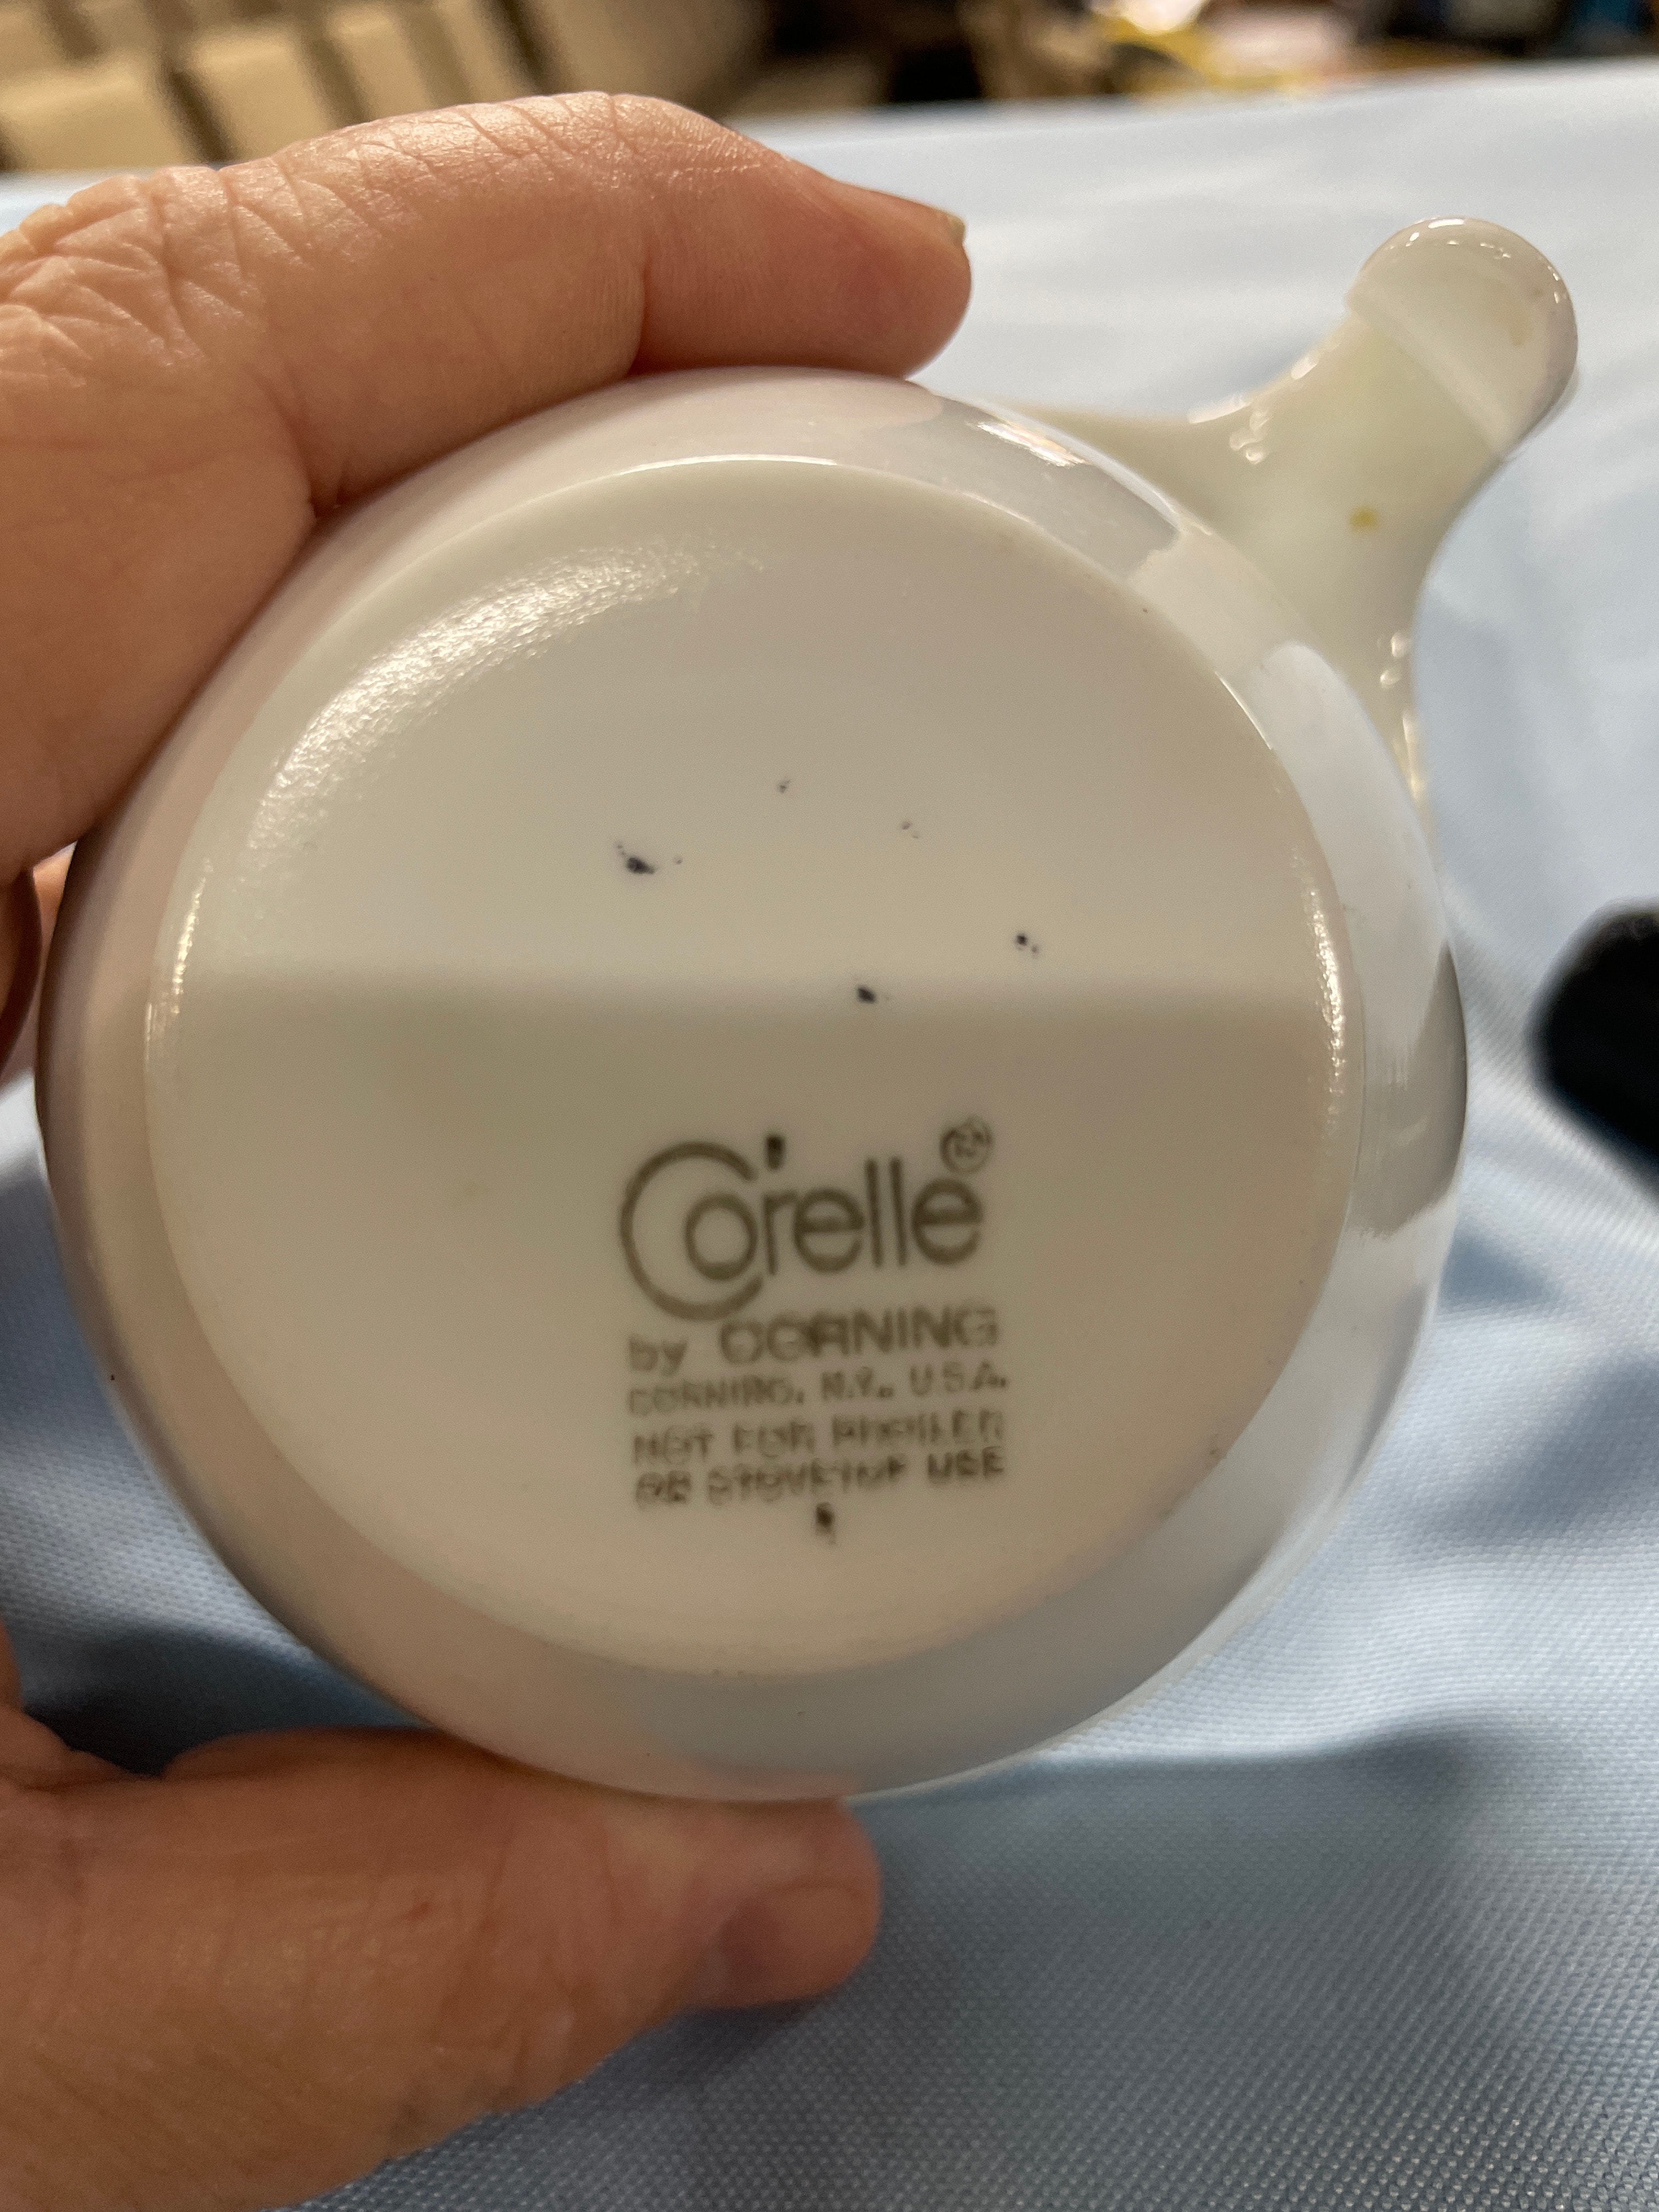 Corelle®
by CORNING
CORNING, N.Y., U.S.A.
NOT FOR BROILER
OR STOVETOP USE